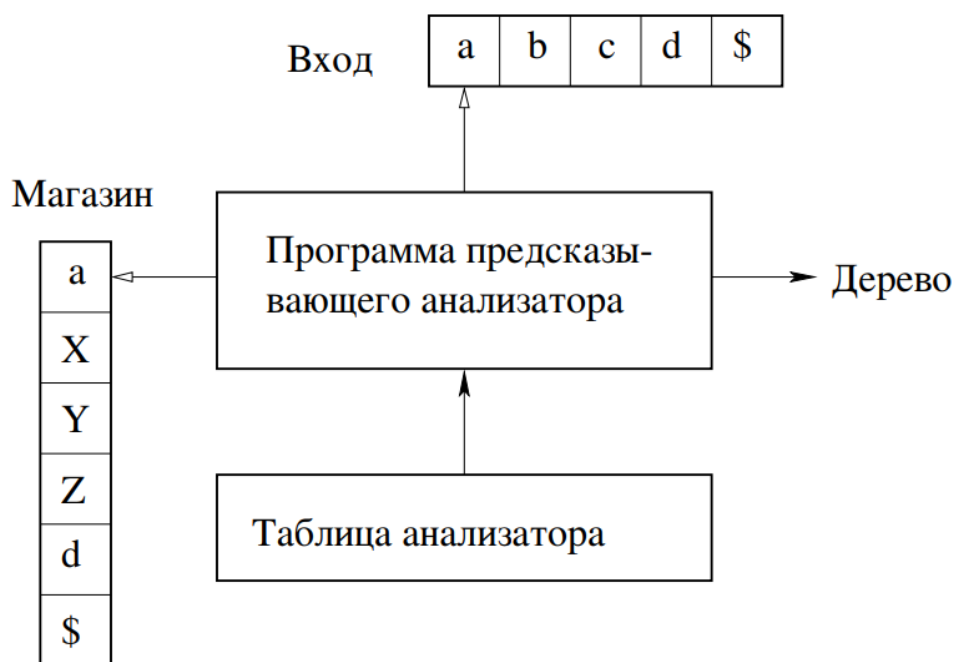 Вход
a b c d $
Магазин
a
X
Y
Z
d
$
Программа предсказы-
вающего анализатора
Дерево
Таблица анализатора